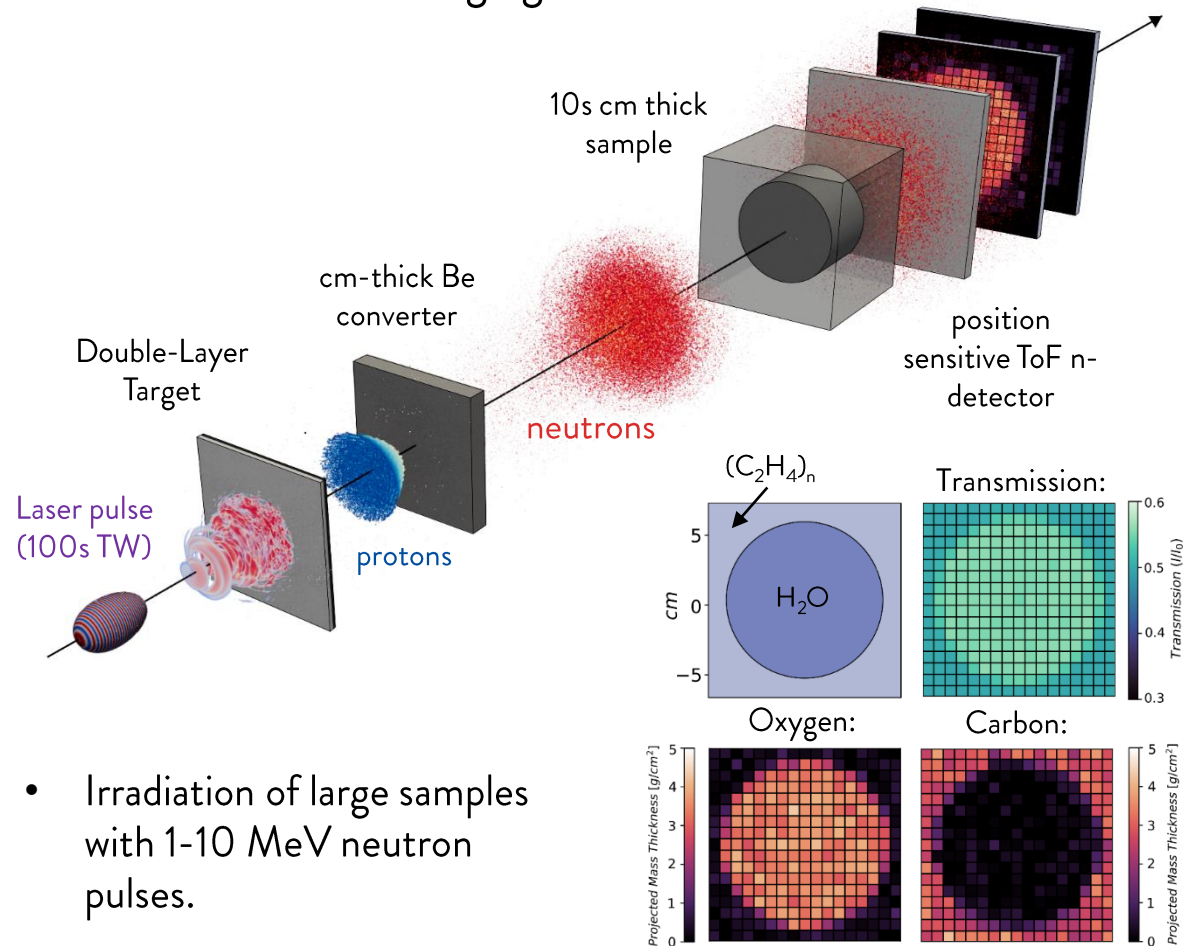 10s cm thick
sample
cm-thick Be
converter
Double-Layer
Target
position
sensitive ToF n-
detector
neutrons
Laser pulse
(100s TW)
protons
(C₂H₄)ₙ
Transmission:
5
0
−5
cm
H₂O
0.6
0.5
0.4
0.3
Transmission (I/I₀)
Oxygen:
Carbon:
Projected Mass Thickness [g/cm²]
5
4
3
2
1
0
5
4
3
2
1
0
Projected Mass Thickness [g/cm²]
• Irradiation of large samples
with 1-10 MeV neutron
pulses.